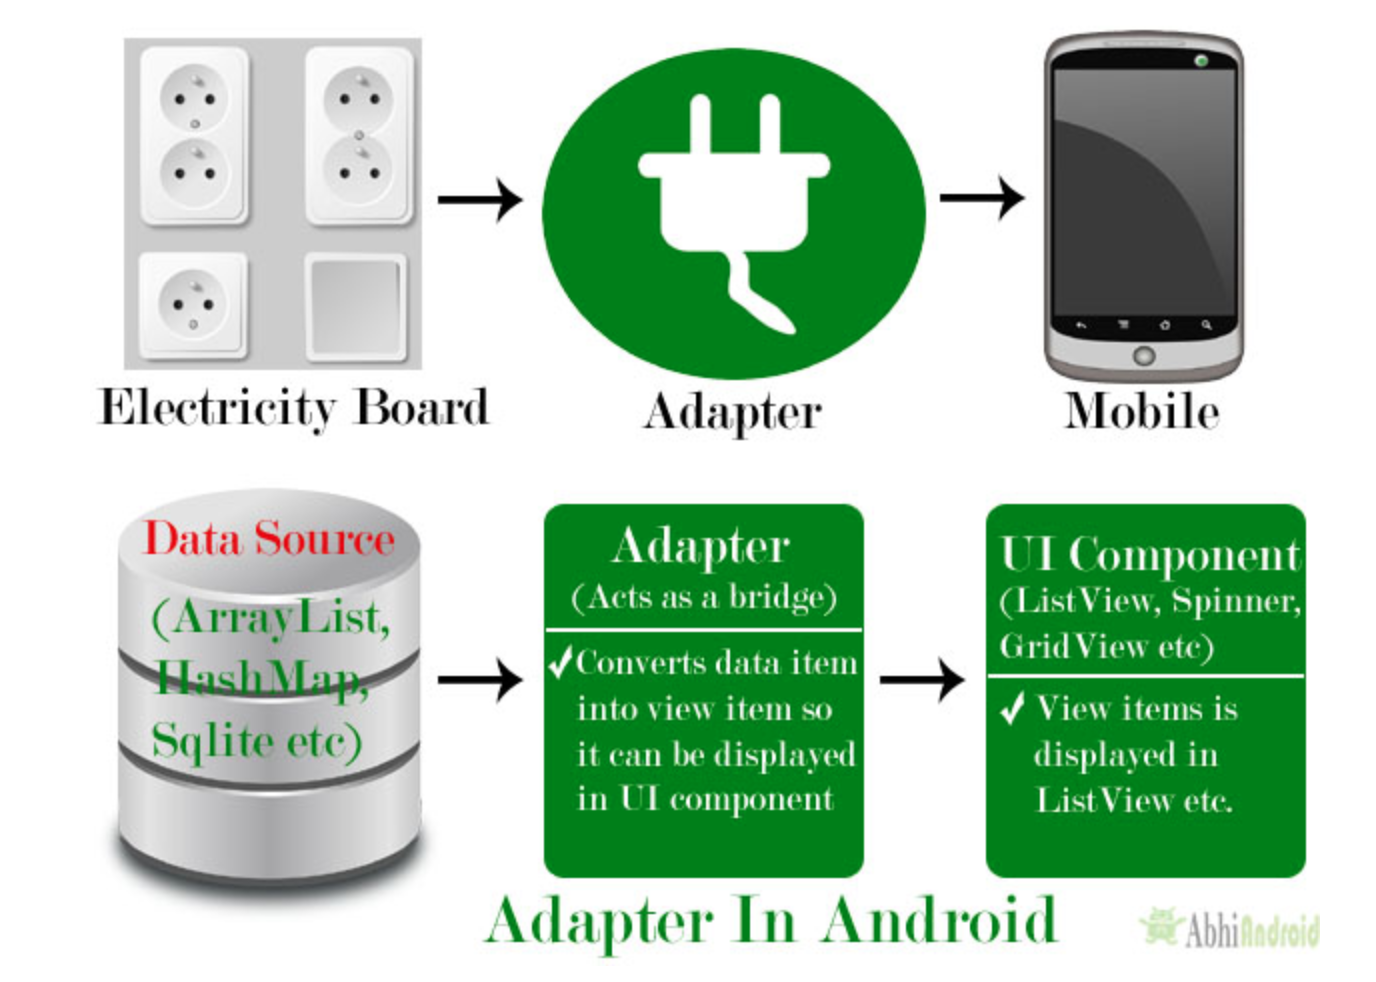 Electricity Board
Adapter
Mobile
Data Source
(ArrayList,
HashMap,
Sqlite etc)
Adapter
(Acts as a bridge)
Converts data item
into view item so
it can be displayed
in UI component
UI Component
(ListView, Spinner,
GridView etc)
View items is
displayed in
ListView etc.
Adapter In Android
AbhiAndroid